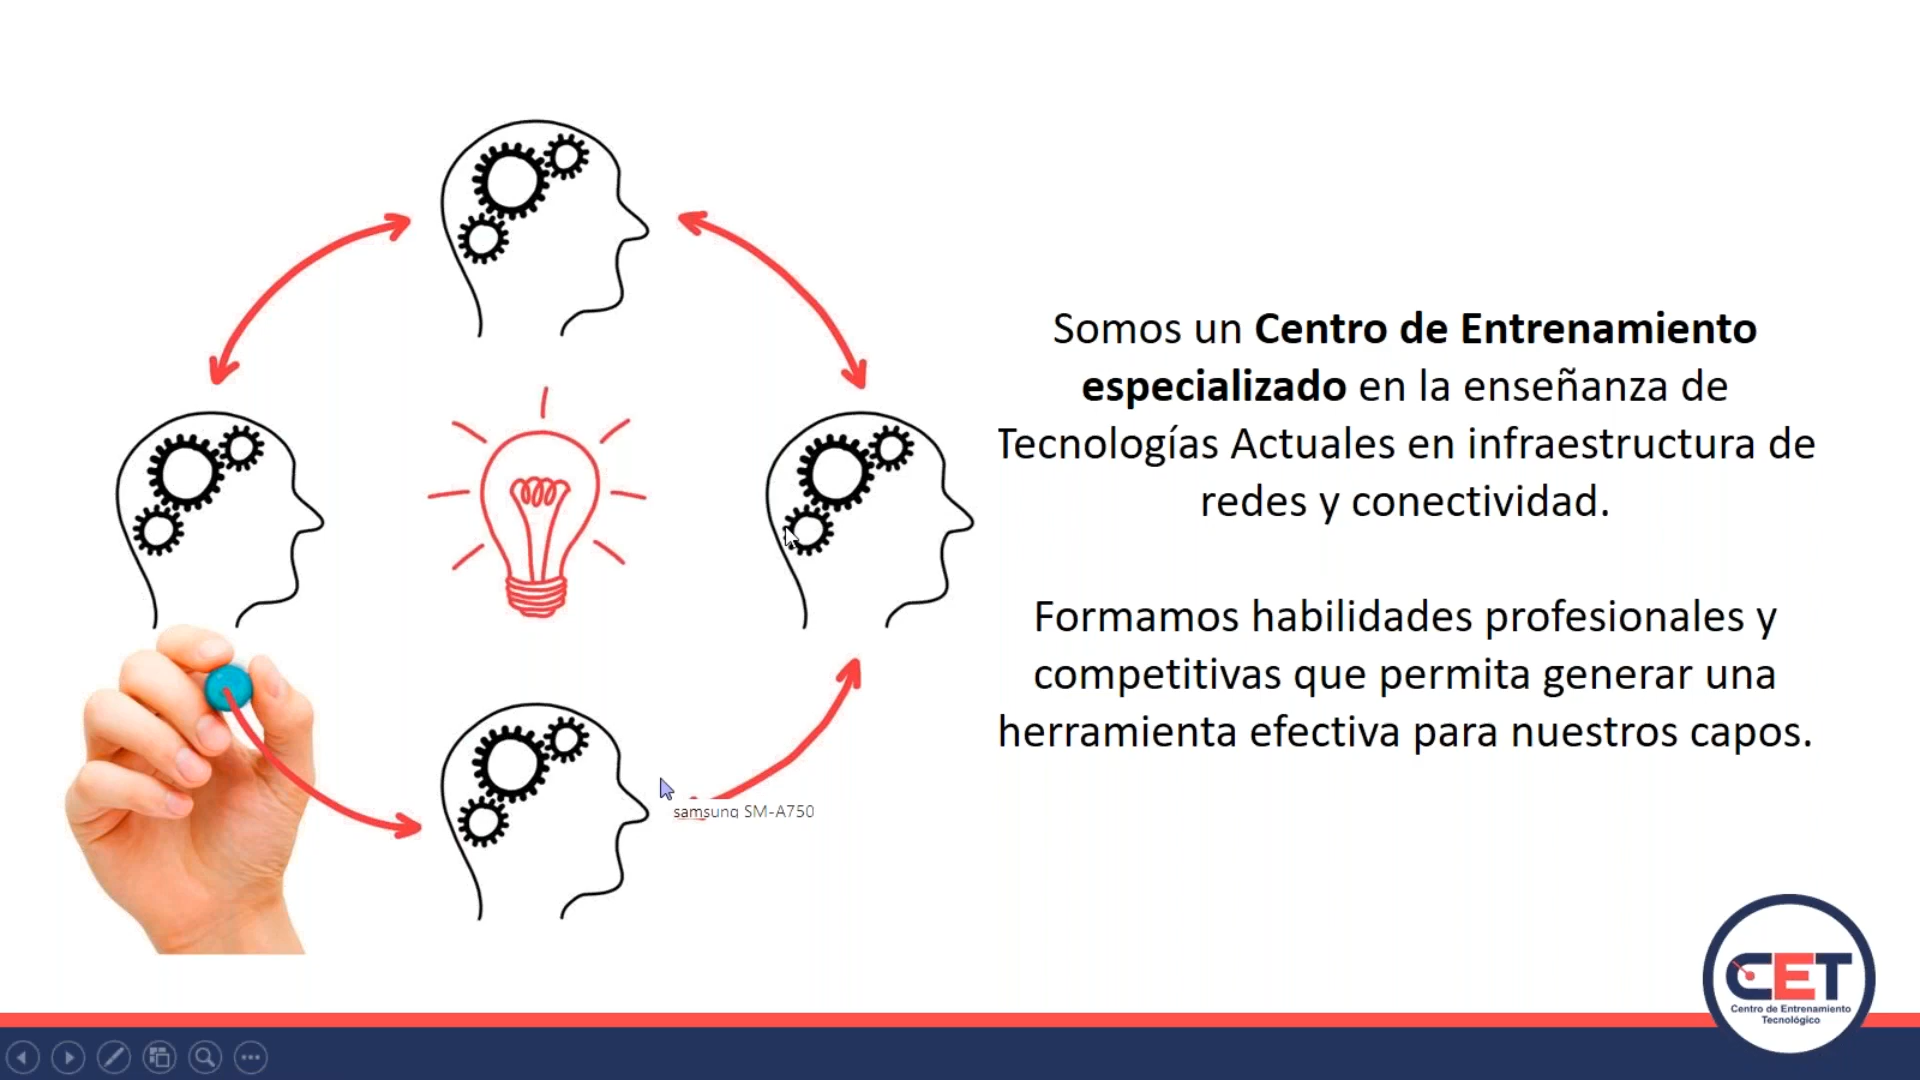 Somos un Centro de Entrenamiento
especializado en la enseñanza de
Tecnologías Actuales en infraestructura de
redes y conectividad.
Formamos habilidades profesionales y
competitivas que permita generar una
herramienta efectiva para nuestros capos.
samsung SM-A750
CET
Centro de Entrenamiento
Tecnológico